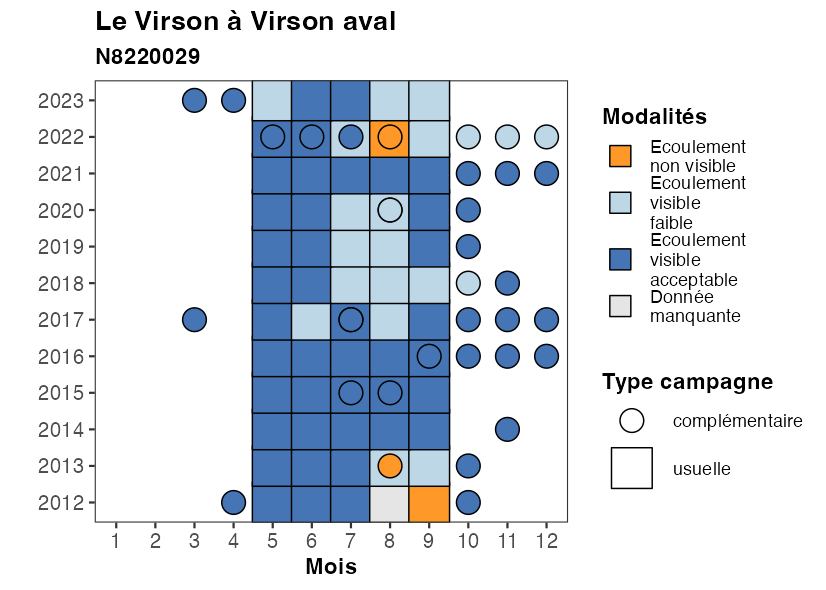 Le Virson à Virson aval
N8220029
2023
2022
2021
2020
2019
2018
2017
2016
2015
2014
2013
2012
1 2 3 4 5 6 7 8 9 10 11 12
Mois
Modalités
Ecoulement
non visible
Ecoulement
visible
faible
Ecoulement
visible
acceptable
Donnée
manquante
Type campagne
complémentaire
usuelle